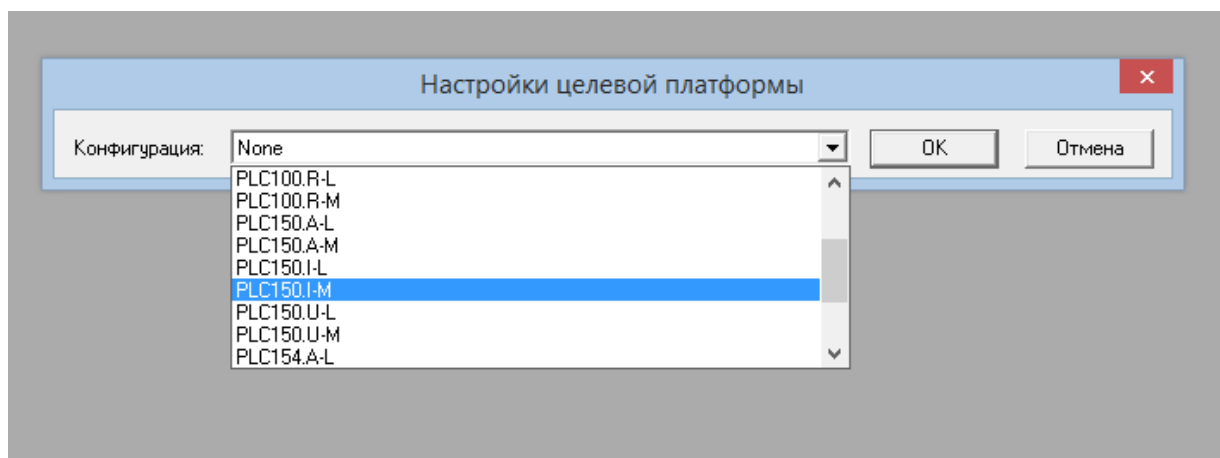 Настройки целевой платформы
Конфигурация: None OK Отмена
PLC100.R-L
PLC100.R-M
PLC150.A-L
PLC150.A-M
PLC150.I-L
PLC150.I-M
PLC150.U-L
PLC150.U-M
PLC154.A-L